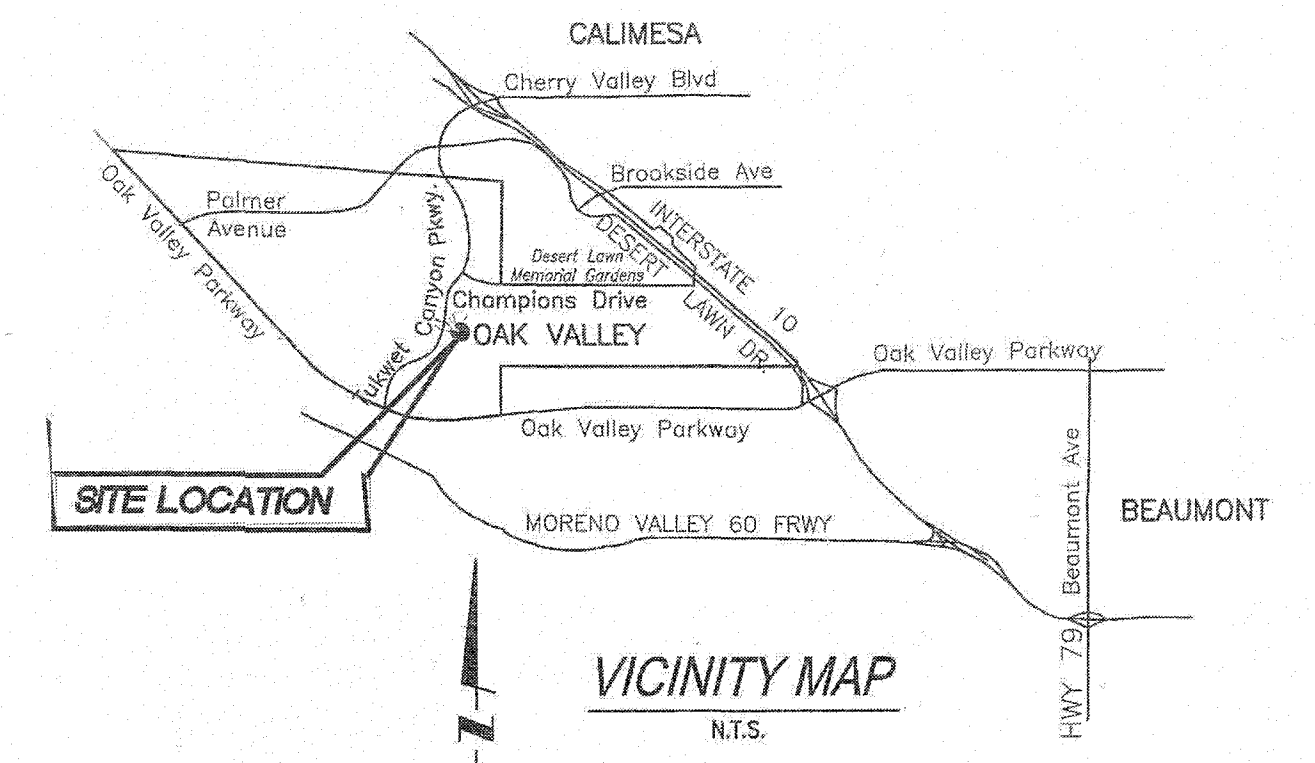 CALIMESA
Cherry Valley Blvd
Brookside Ave
Oak Valley Parkway
Palmer
Avenue
Tukwet Canyon Pkwy.
INTERSTATE 10
DESERT LAWN DR.
Desert Lawn
Memorial Gardens
Champions Drive
OAK VALLEY
Oak Valley Parkway
Oak Valley Parkway
SITE LOCATION
MORENO VALLEY 60 FRWY
BEAUMONT
HWY 79 Beaumont Ave
VICINITY MAP
N.T.S.
N